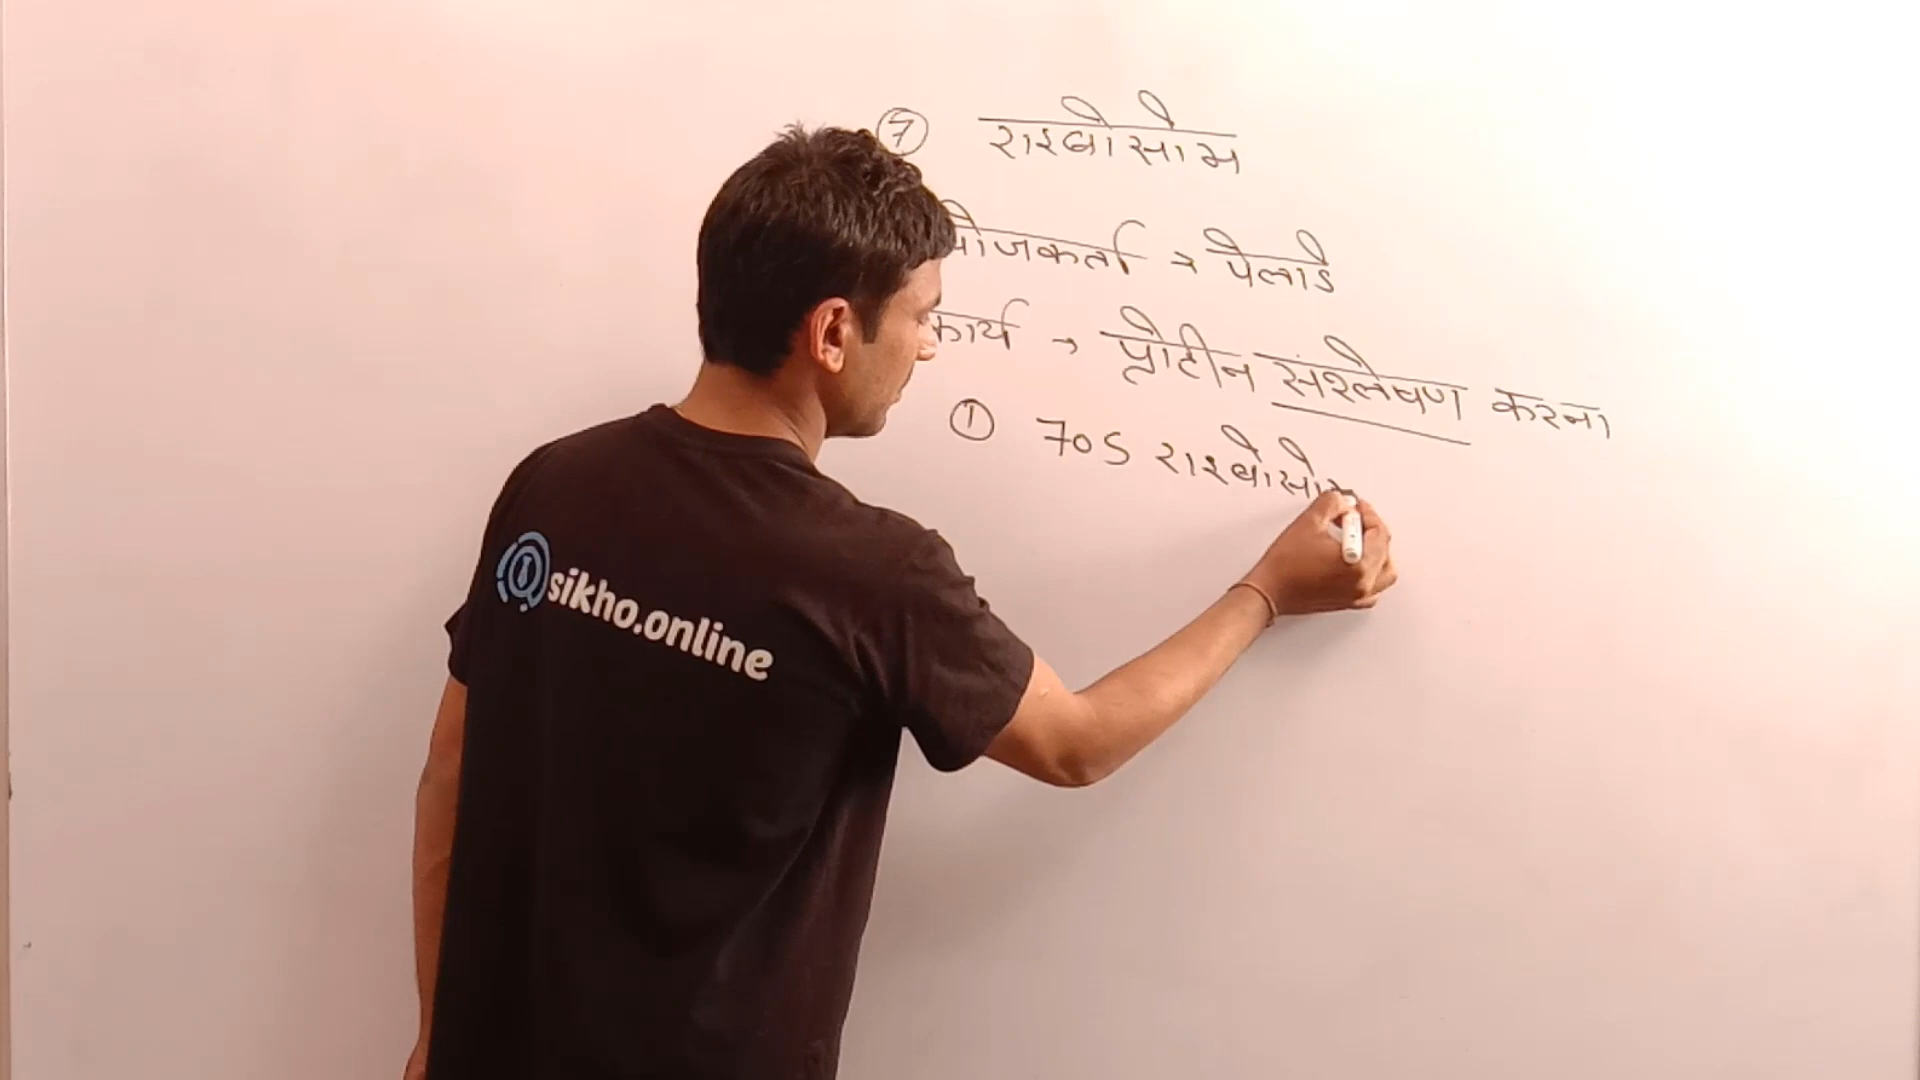 7 राइबोसोम
खोजकर्ता → पैलाडे
कार्य → प्रोटीन संश्लेषण करना
1 70S राइबोसोम
sikho.online